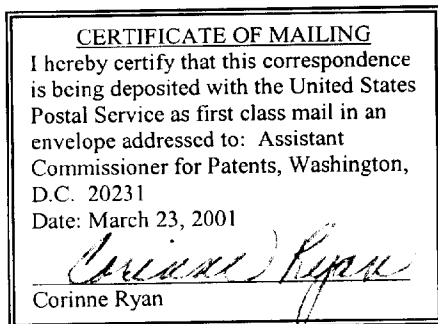 CERTIFICATE OF MAILING
I hereby certify that this correspondence
is being deposited with the United States
Postal Service as first class mail in an
envelope addressed to: Assistant
Commissioner for Patents, Washington,
D.C. 20231
Date: March 23, 2001
Corinne Ryan
Corinne Ryan